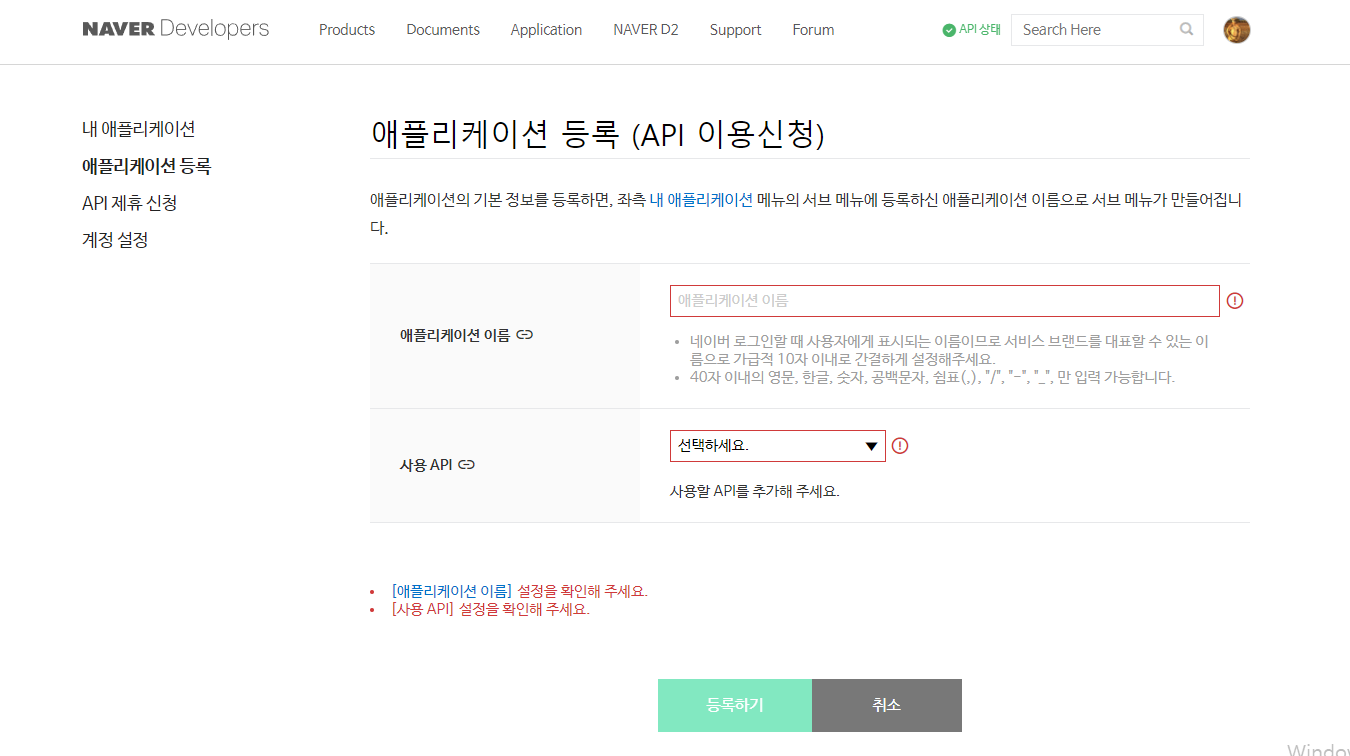 NAVER Developers Products Documents Application NAVER D2 Support Forum API 상태 Search Here
내 애플리케이션
애플리케이션 등록
API 제휴 신청
계정 설정
애플리케이션 등록 (API 이용신청)
애플리케이션의 기본 정보를 등록하면, 좌측 내 애플리케이션 메뉴의 서브 메뉴에 등록하신 애플리케이션 이름으로 서브 메뉴가 만들어집니
다.
애플리케이션 이름
애플리케이션 이름
• 네이버 로그인할 때 사용자에게 표시되는 이름이므로 서비스 브랜드를 대표할 수 있는 이
름으로 가급적 10자 이내로 간결하게 설정해주세요.
• 40자 이내의 영문, 한글, 숫자, 공백문자, 쉼표(,), "/", "-", "_", 만 입력 가능합니다.
사용 API
선택하세요.
사용할 API를 추가해 주세요.
• [애플리케이션 이름] 설정을 확인해 주세요.
• [사용 API] 설정을 확인해 주세요.
등록하기 취소